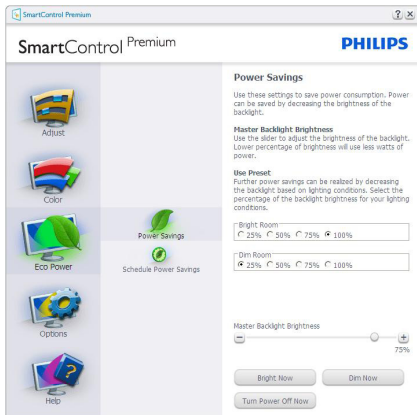 SmartControl Premium
? ×
SmartControl Premium
PHILIPS
Adjust
Color
Eco Power
Options
Help
Power Savings
Schedule Power Savings
Power Savings
Use these settings to save power consumption. Power
can be saved by decreasing the brightness of the
backlight.
Master Backlight Brightness
Use the slider to adjust the brightness of the backlight.
Lower percentage of brightness will use less watts of
power.
Use Preset
Further power savings can be realized by decreasing
the backlight based on lighting conditions. Select the
percentage of the backlight brightness for your lighting
conditions.
Bright Room
25% 50% 75% 100%
Dim Room
25% 50% 75% 100%
Master Backlight Brightness
75%
Bright Now Dim Now
Turn Power Off Now